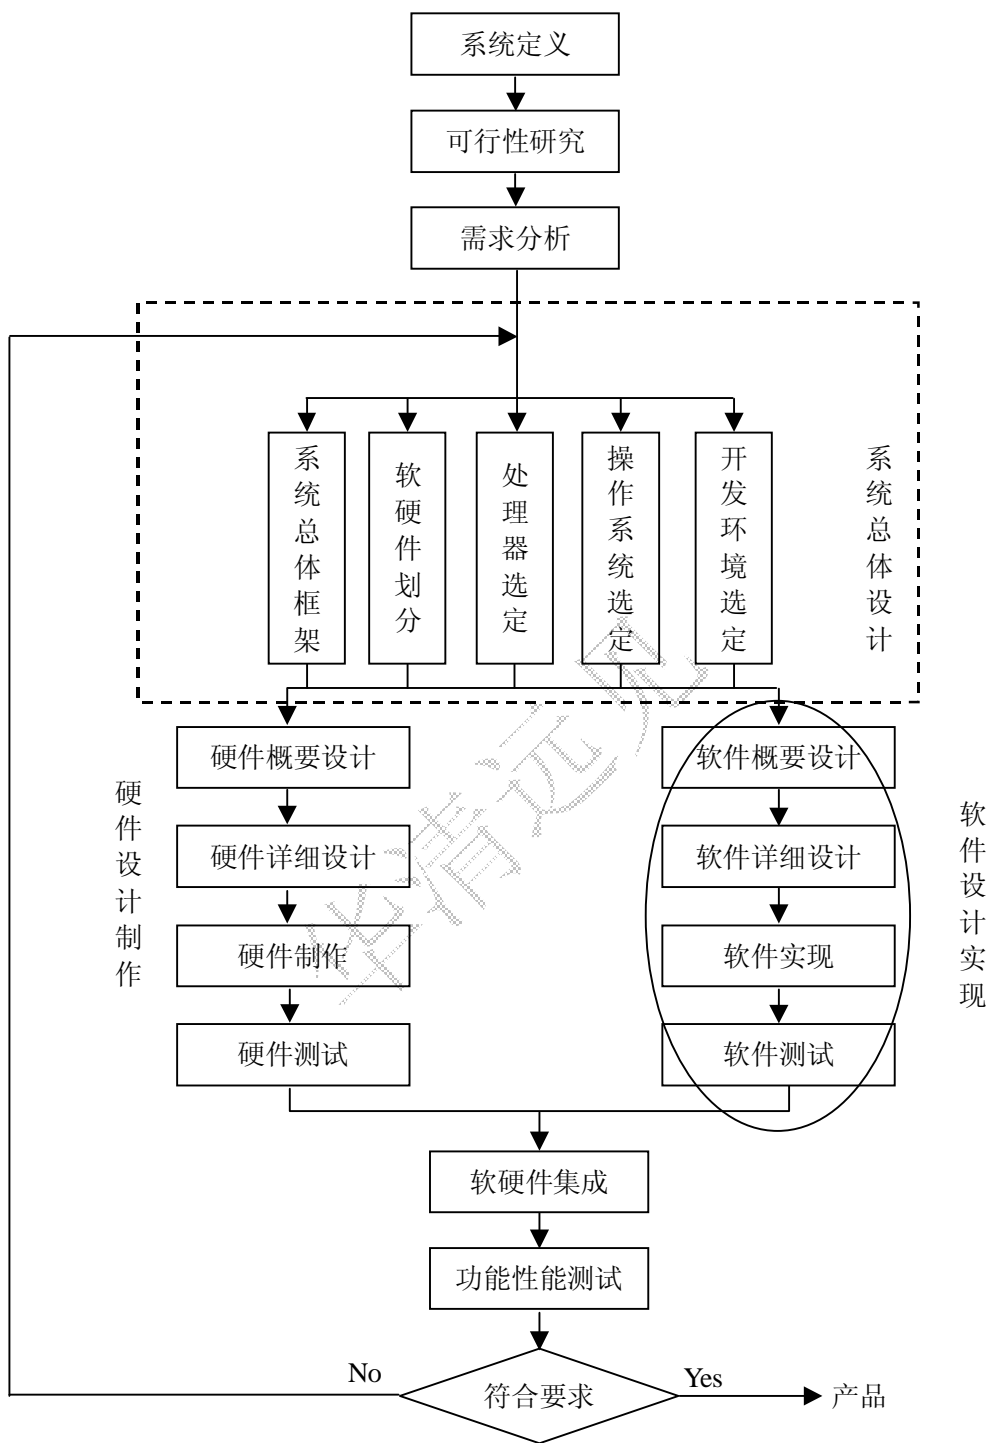 系统定义
可行性研究
需求分析
系统总体框架
软硬件划分
处理器选定
操作系统选定
开发环境选定
系统总体设计
硬件设计制作
硬件概要设计
硬件详细设计
硬件制作
硬件测试
软件概要设计
软件详细设计
软件实现
软件测试
软件设计实现
华清远见
软硬件集成
功能性能测试
符合要求
No
Yes
产品